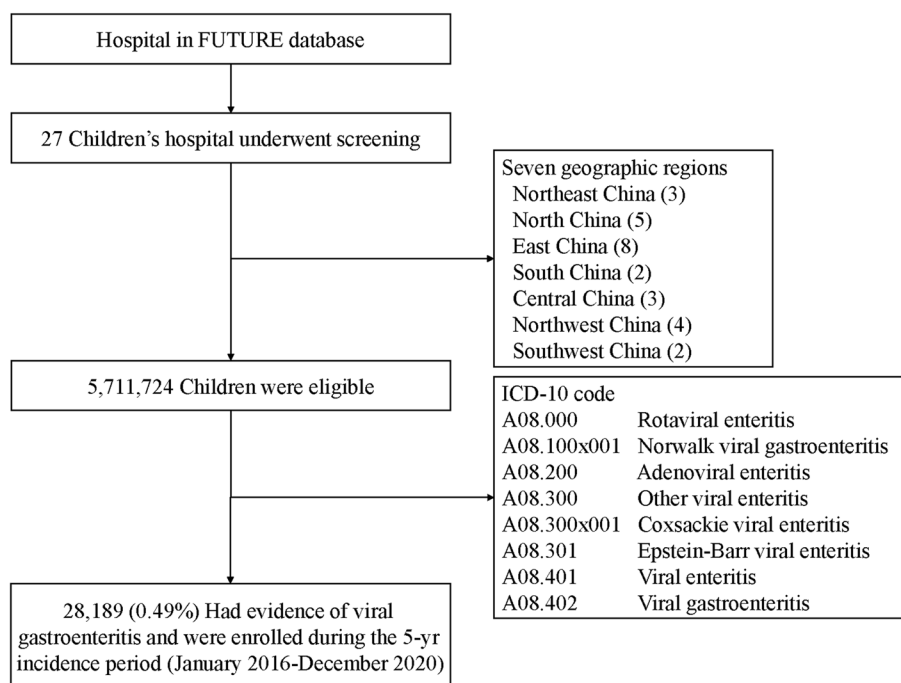 Hospital in FUTURE database
27 Children's hospital underwent screening
Seven geographic regions
Northeast China (3)
North China (5)
East China (8)
South China (2)
Central China (3)
Northwest China (4)
Southwest China (2)
5,711,724 Children were eligible
ICD-10 code
A08.000 Rotaviral enteritis
A08.100x001 Norwalk viral gastroenteritis
A08.200 Adenoviral enteritis
A08.300 Other viral enteritis
A08.300x001 Coxsackie viral enteritis
A08.301 Epstein-Barr viral enteritis
A08.401 Viral enteritis
A08.402 Viral gastroenteritis
28,189 (0.49%) Had evidence of viral
gastroenteritis and were enrolled during the 5-yr
incidence period (January 2016-December 2020)